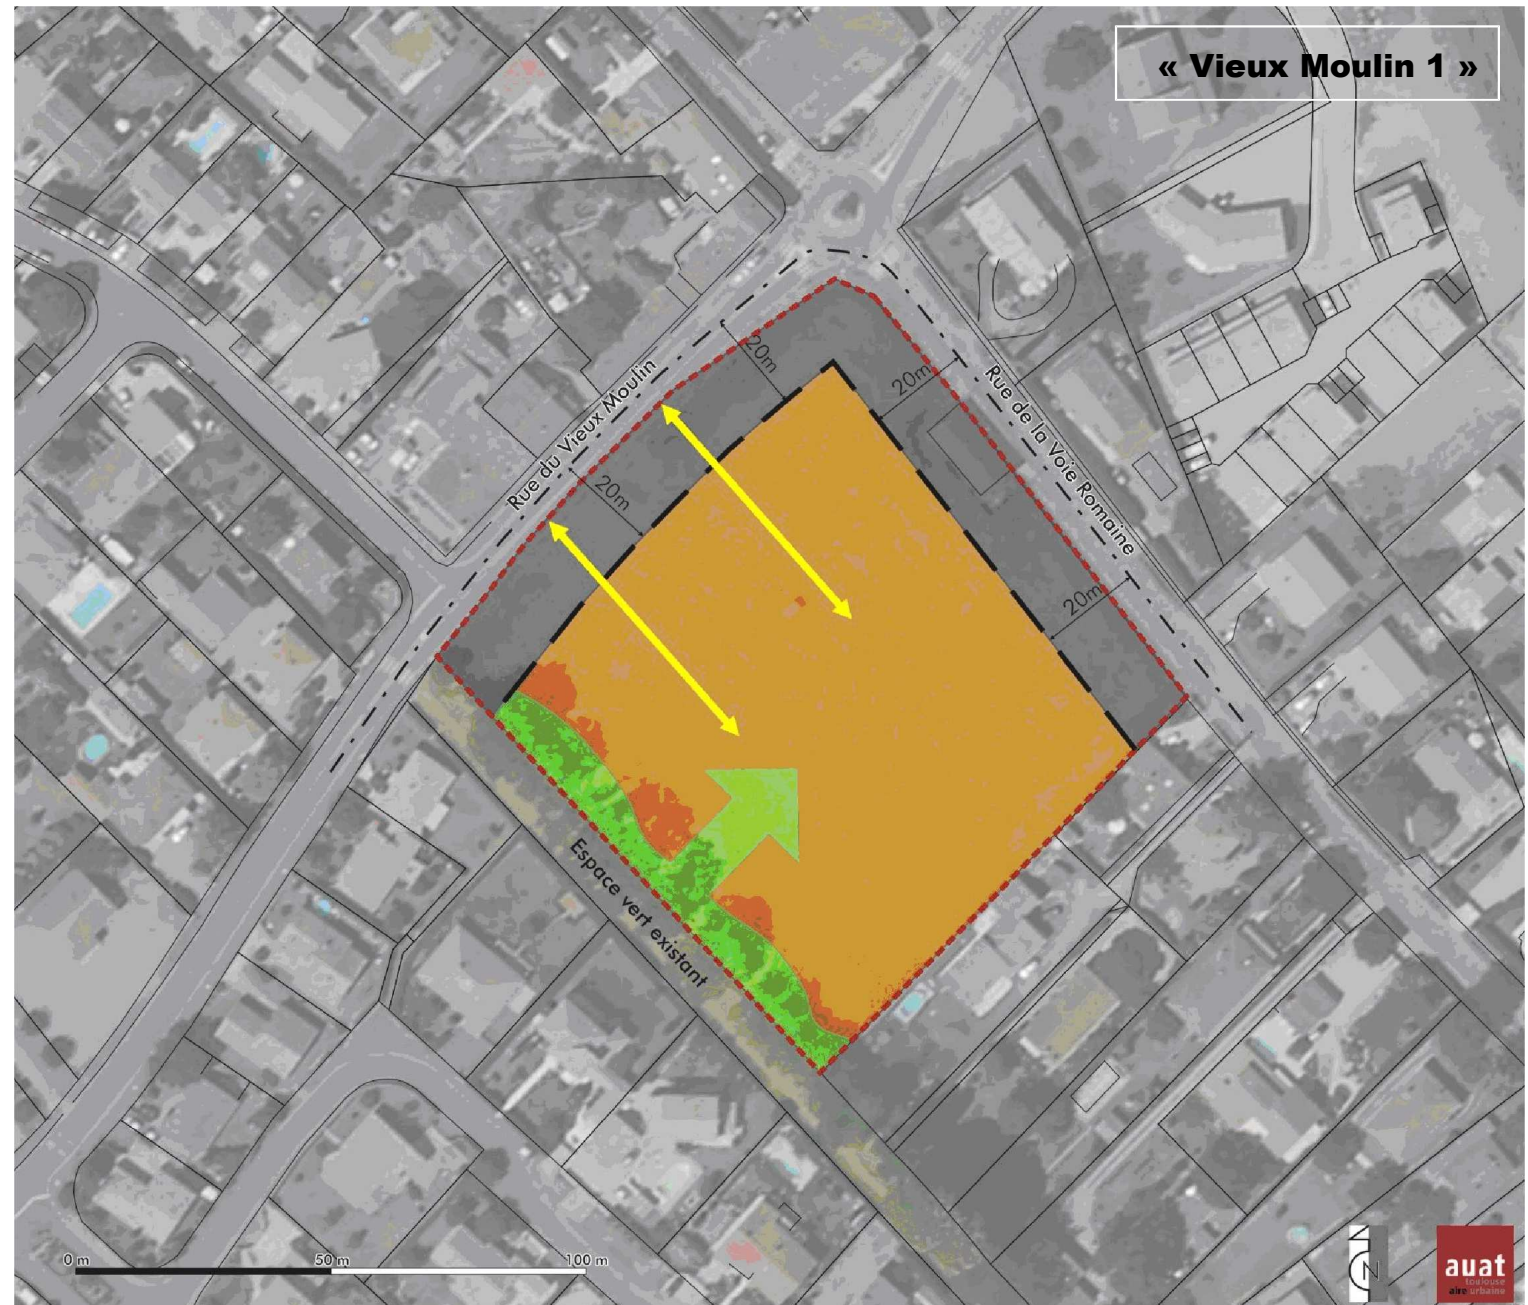 « Vieux Moulin 1 »
20m
20m
Rue du Vieux Moulin
Rue de la Voie Romaine
20m
20m
Espace vert existant
0 m
50 m
100 m
N
auat
toulouse
aire urbaine